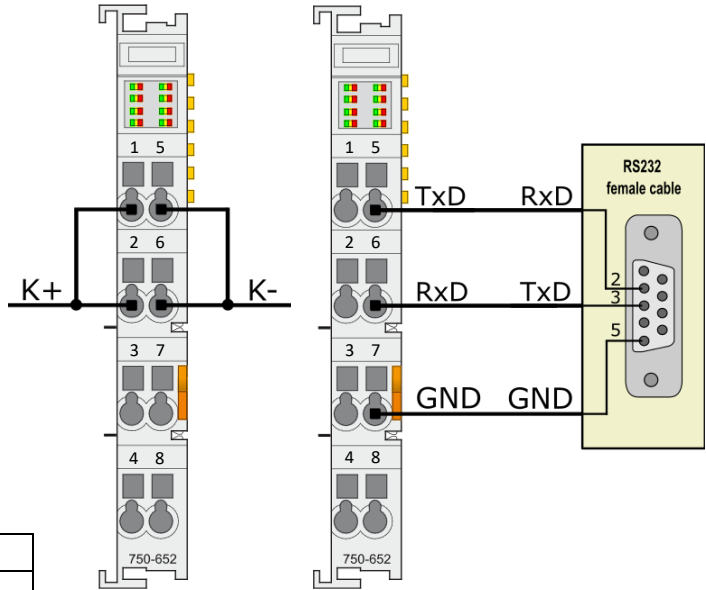 1 5
2 6
K+
K-
3 7
4 8
750-652
1 5
TxD
RxD
2 6
RxD
TxD
3 7
GND
GND
4 8
750-652
RS232
female cable
2
3
5